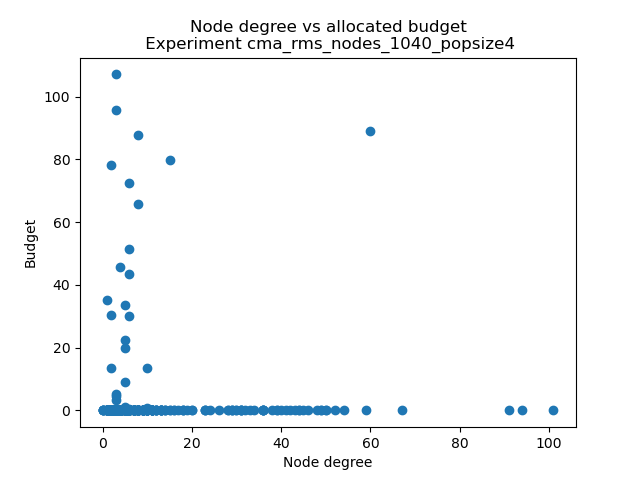 Node degree vs allocated budget
Experiment cma_rms_nodes_1040_popsize4
100
80
60
40
20
0
Budget
0 20 40 60 80 100
Node degree